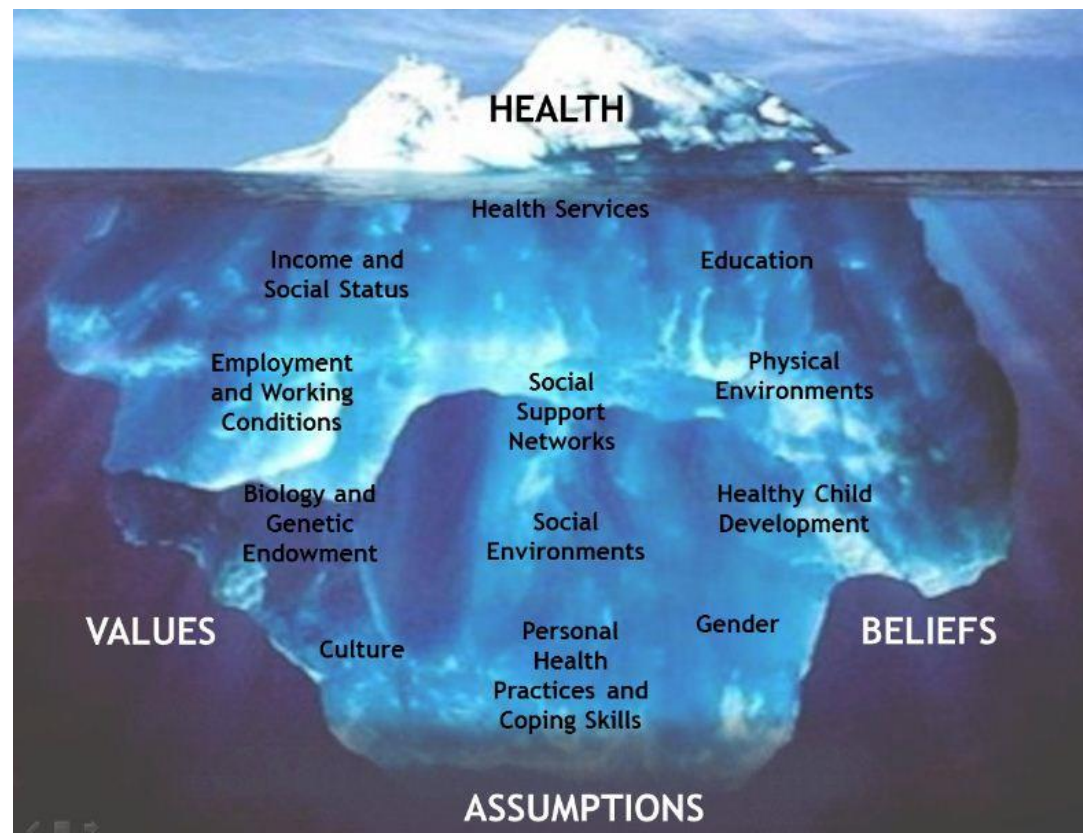 HEALTH
Health Services
Income and
Social Status
Education
Employment
and Working
Conditions
Social
Support
Networks
Physical
Environments
Biology and
Genetic
Endowment
Social
Environments
Healthy Child
Development
VALUES
Culture
Personal
Health
Practices and
Coping Skills
Gender
BELIEFS
ASSUMPTIONS